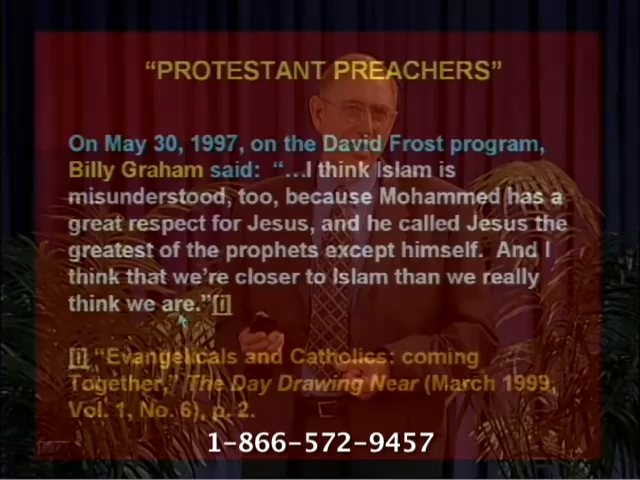 “PROTESTANT PREACHERS”
On May 30, 1997, on the David Frost program,
Billy Graham said: “…I think Islam is
misunderstood, too, because Mohammed has a
great respect for Jesus, and he called Jesus the
greatest of the prophets except himself. And I
think that we’re closer to Islam than we really
think we are.”[i]
[i] “Evangelicals and Catholics: coming
Together,” The Day Drawing Near (March 1999,
Vol. 1, No. 6), p. 2.
1-866-572-9457